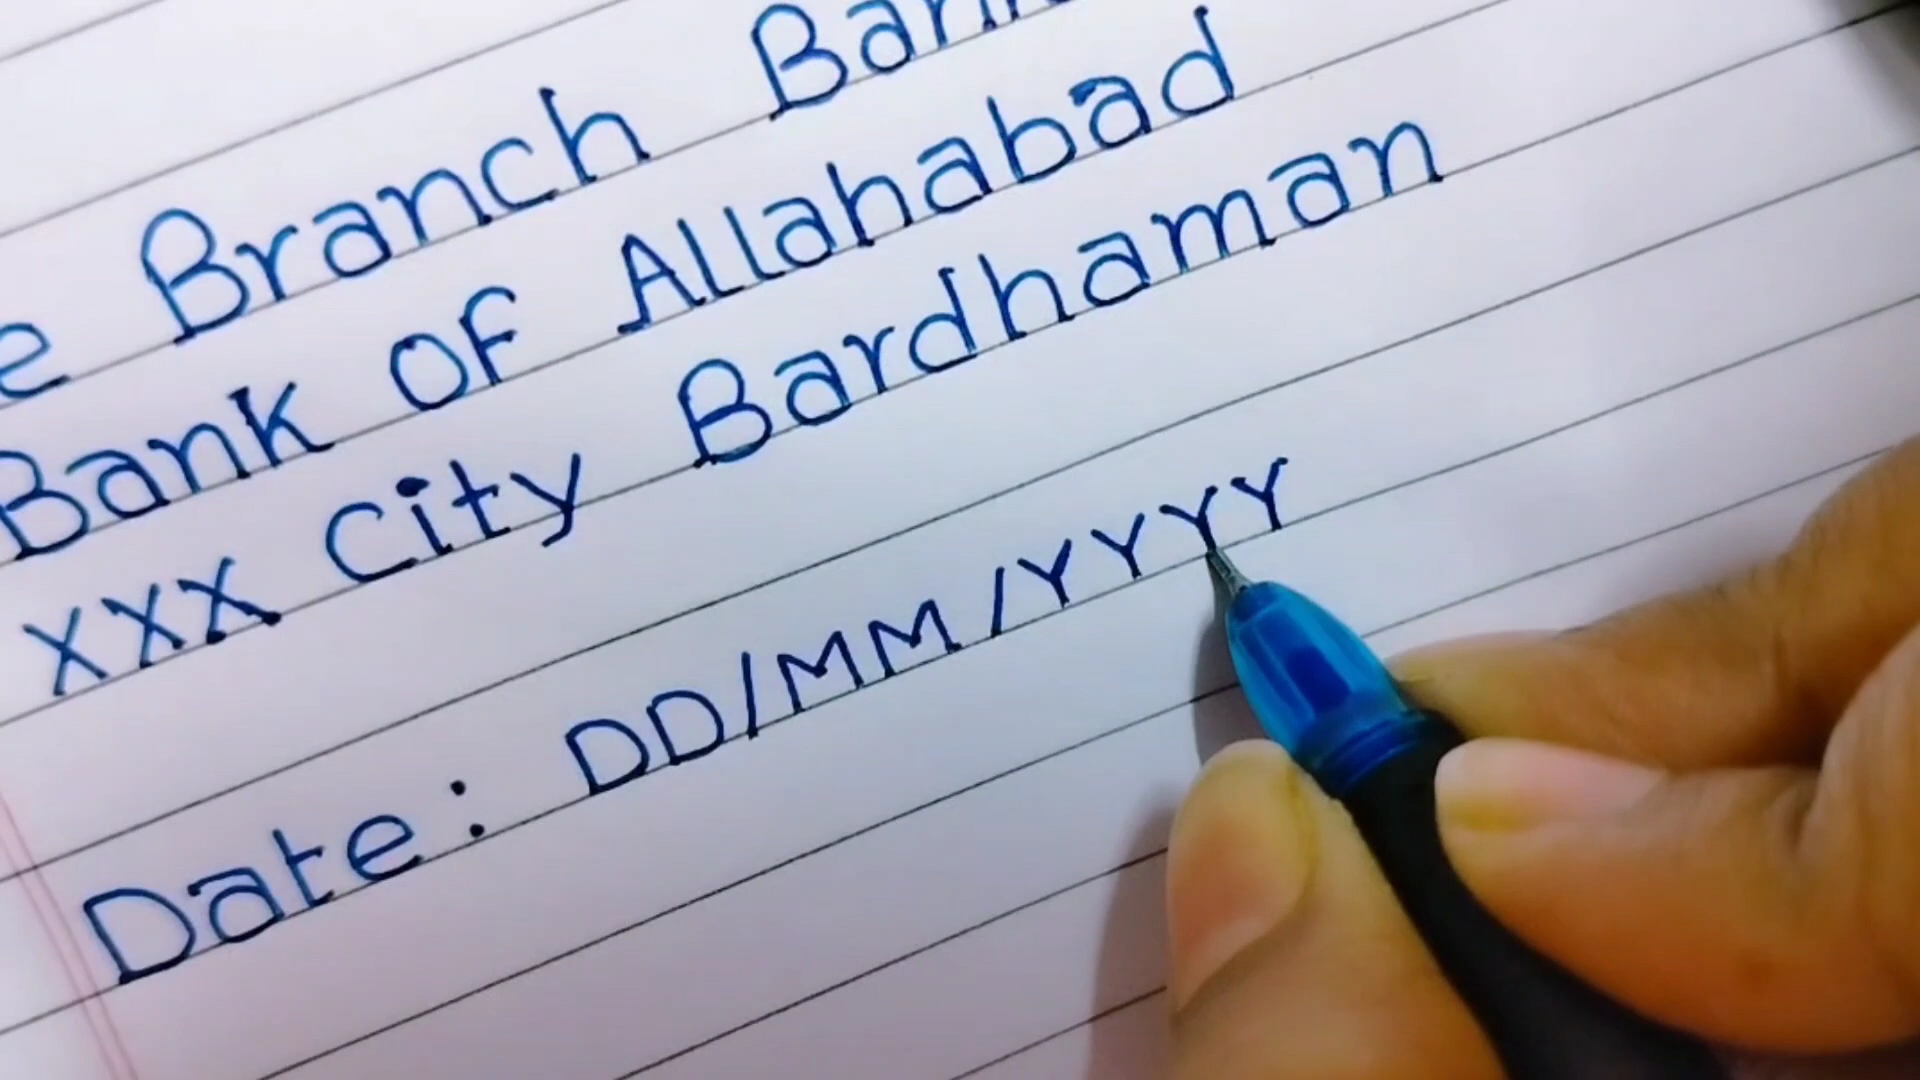 Branch
Bank OF Allahabad
XXX City Bardhaman
Date: DD/MM/YYYY